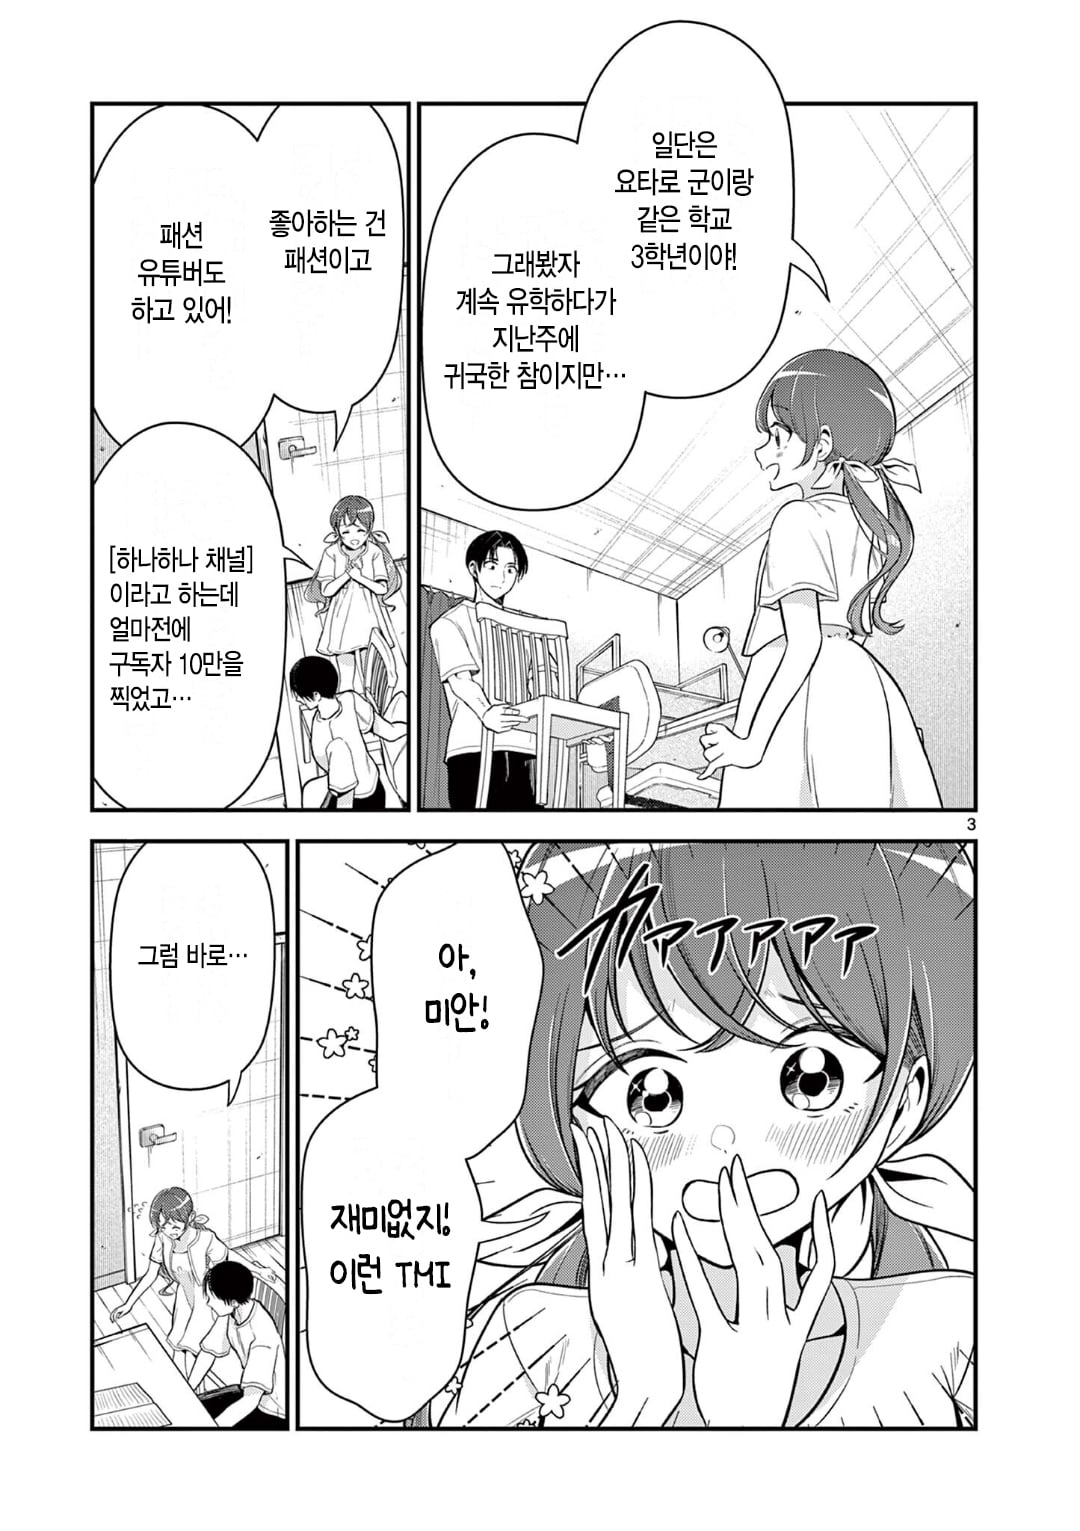 일단은
요타로 군이랑
같은 학교
3학년이야!
그래봤자
계속 유학하다가
지난주에
귀국한 참이지만…
좋아하는 건
패션이고
패션
유튜버도
하고 있어!
[하나하나 채널]
이라고 하는데
얼마전에
구독자 10만을
찍었고…
3
カァァァァァ
아,
미안!
재미없지!
이런 TMI
그럼 바로…